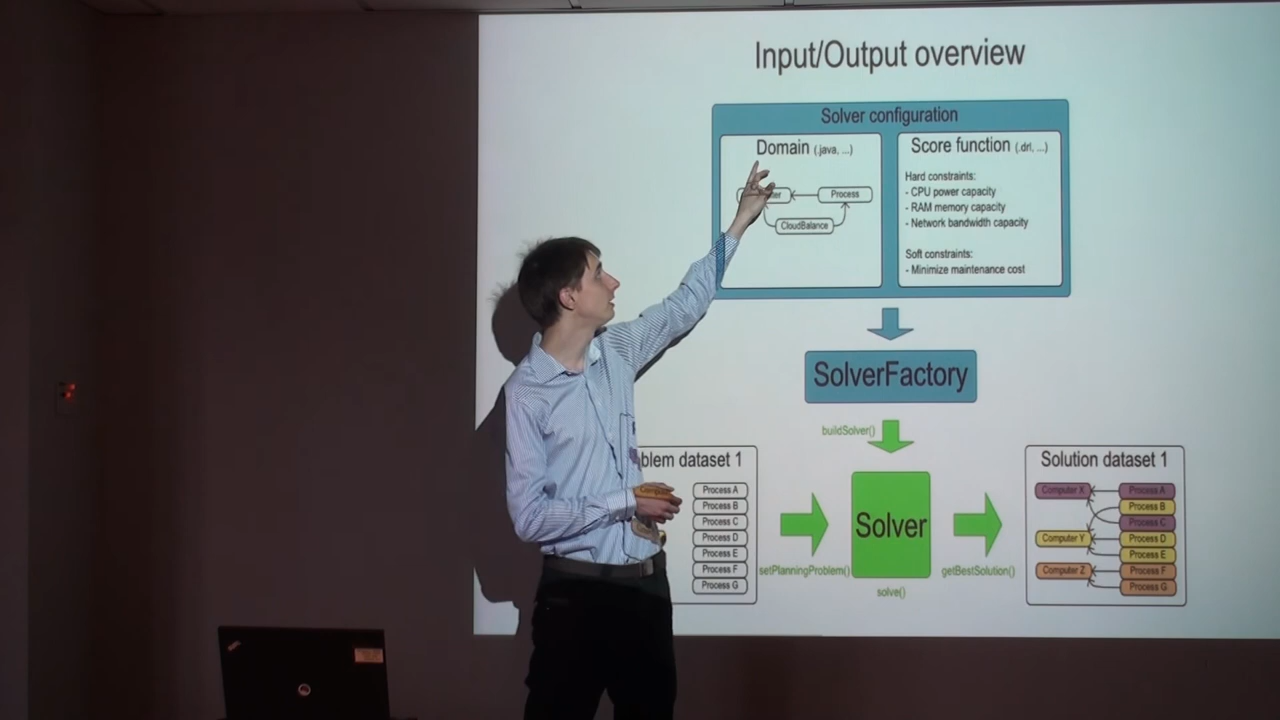 Input/Output overview
Solver configuration
Domain (.java, ...)
Process
CloudBalance
Score function (.drl, ...)
Hard constraints:
- CPU power capacity
- RAM memory capacity
- Network bandwidth capacity
Soft constraints:
- Minimize maintenance cost
SolverFactory
buildSolver()
blem dataset 1
Process A
Process B
Process C
Process D
Process E
Process F
Process G
setPlanningProblem()
Solver
solve()
getBestSolution()
Solution dataset 1
Computer X
Computer Y
Computer Z
Process A
Process B
Process C
Process D
Process E
Process F
Process G